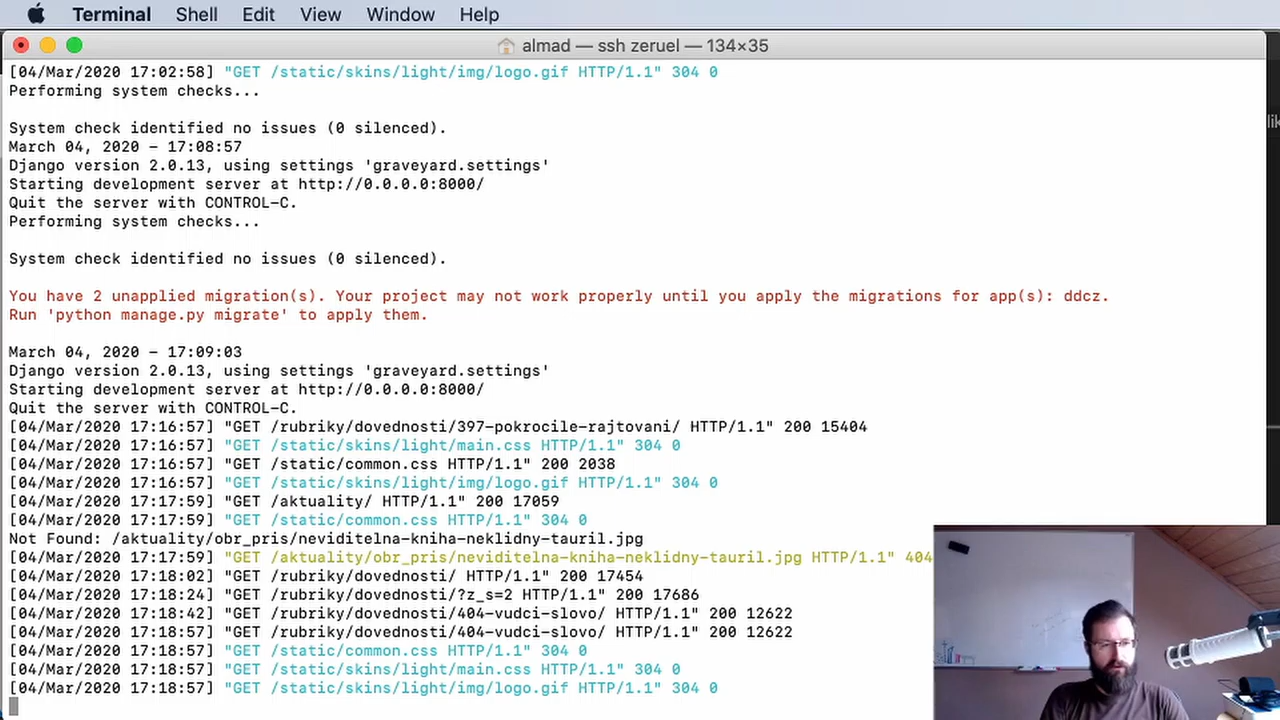 Terminal Shell Edit View Window Help
almad — ssh zeruel — 134×35
[04/Mar/2020 17:02:58] "GET /static/skins/light/img/logo.gif HTTP/1.1" 304 0
Performing system checks...
System check identified no issues (0 silenced).
March 04, 2020 - 17:08:57
Django version 2.0.13, using settings 'graveyard.settings'
Starting development server at http://0.0.0.0:8000/
Quit the server with CONTROL-C.
Performing system checks...
System check identified no issues (0 silenced).
You have 2 unapplied migration(s). Your project may not work properly until you apply the migrations for app(s): ddcz.
Run 'python manage.py migrate' to apply them.
March 04, 2020 - 17:09:03
Django version 2.0.13, using settings 'graveyard.settings'
Starting development server at http://0.0.0.0:8000/
Quit the server with CONTROL-C.
[04/Mar/2020 17:16:57] "GET /rubriky/dovednosti/397-pokrocile-rajtovani/ HTTP/1.1" 200 15404
[04/Mar/2020 17:16:57] "GET /static/skins/light/main.css HTTP/1.1" 304 0
[04/Mar/2020 17:16:57] "GET /static/common.css HTTP/1.1" 200 2038
[04/Mar/2020 17:16:57] "GET /static/skins/light/img/logo.gif HTTP/1.1" 304 0
[04/Mar/2020 17:17:59] "GET /aktuality/ HTTP/1.1" 200 17059
[04/Mar/2020 17:17:59] "GET /static/common.css HTTP/1.1" 304 0
Not Found: /aktuality/obr_pris/neviditelna-kniha-neklidny-tauril.jpg
[04/Mar/2020 17:17:59] "GET /aktuality/obr_pris/neviditelna-kniha-neklidny-tauril.jpg HTTP/1.1" 404
[04/Mar/2020 17:18:02] "GET /rubriky/dovednosti/ HTTP/1.1" 200 17454
[04/Mar/2020 17:18:24] "GET /rubriky/dovednosti/?z_s=2 HTTP/1.1" 200 17686
[04/Mar/2020 17:18:42] "GET /rubriky/dovednosti/404-vudci-slovo/ HTTP/1.1" 200 12622
[04/Mar/2020 17:18:57] "GET /rubriky/dovednosti/404-vudci-slovo/ HTTP/1.1" 200 12622
[04/Mar/2020 17:18:57] "GET /static/common.css HTTP/1.1" 304 0
[04/Mar/2020 17:18:57] "GET /static/skins/light/main.css HTTP/1.1" 304 0
[04/Mar/2020 17:18:57] "GET /static/skins/light/img/logo.gif HTTP/1.1" 304 0